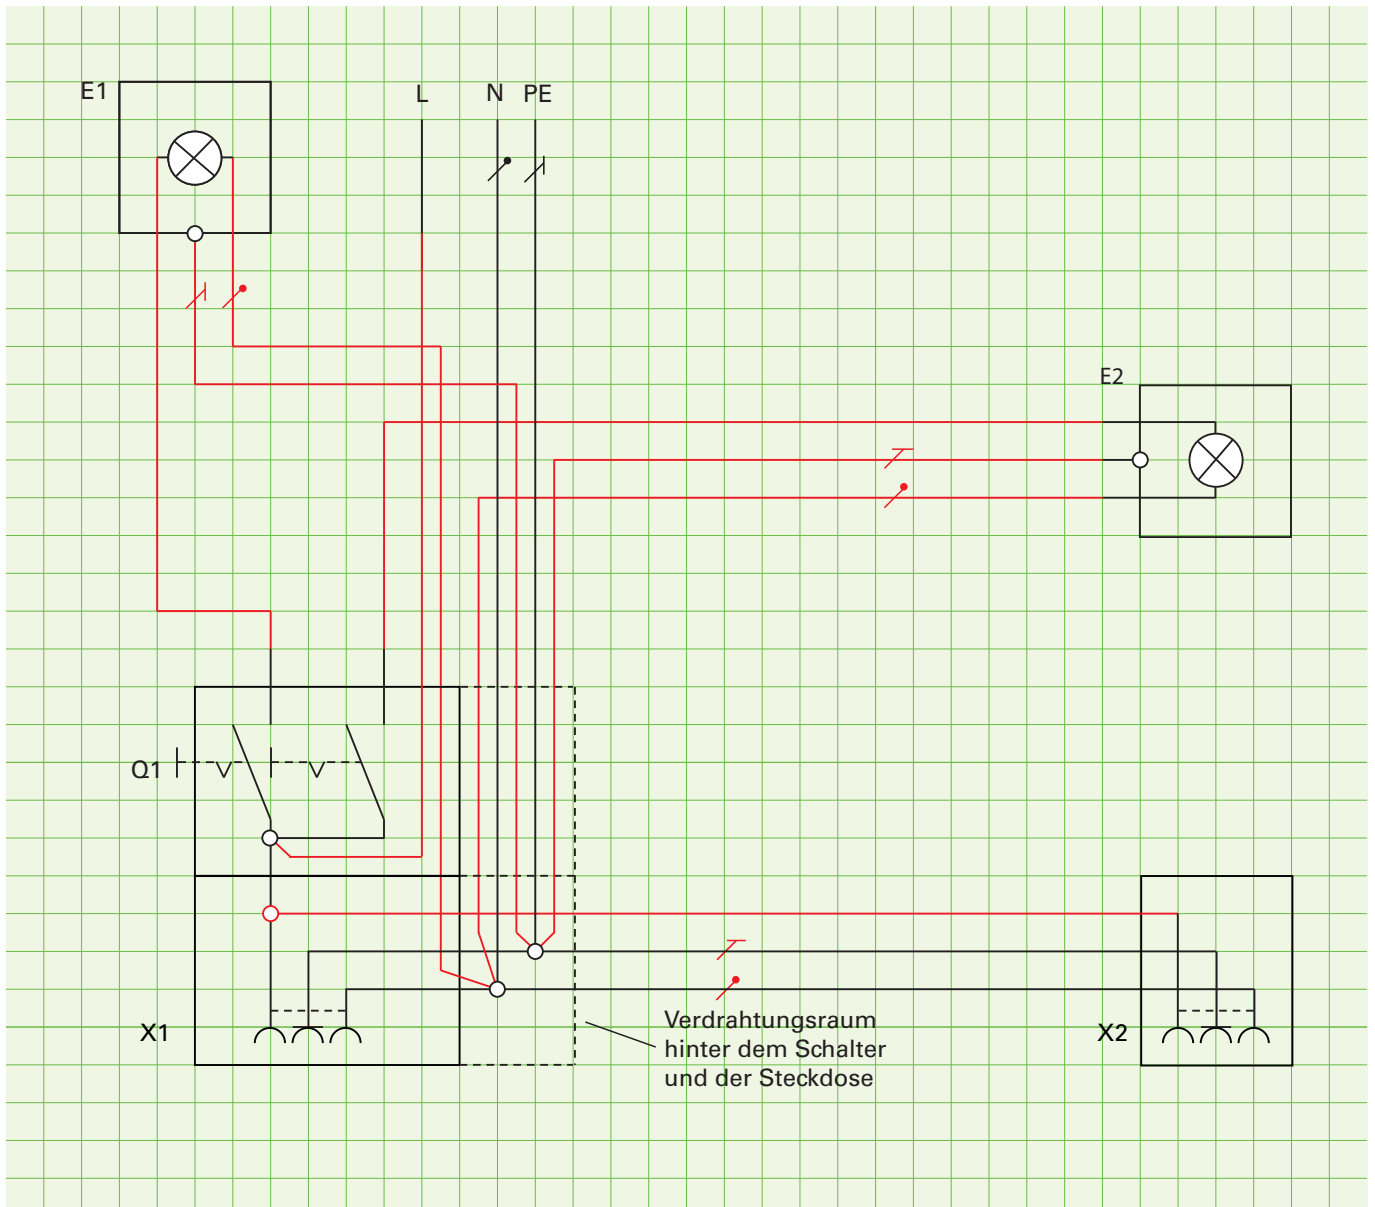 E1
L
N
PE
E2
Q1
X1
Verdrahtungsraum
hinter dem Schalter
und der Steckdose
X2